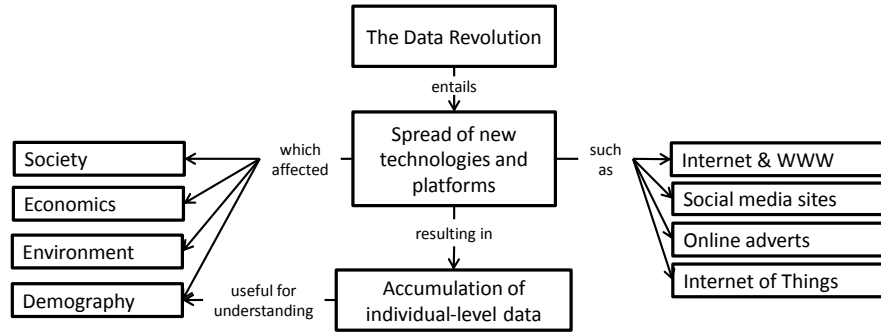 The Data Revolution
entails
Spread of new
technologies and
platforms
which
affected
such
as
Society
Economics
Environment
Demography
Internet & WWW
Social media sites
Online adverts
Internet of Things
resulting in
Accumulation of
individual-level data
useful for
understanding